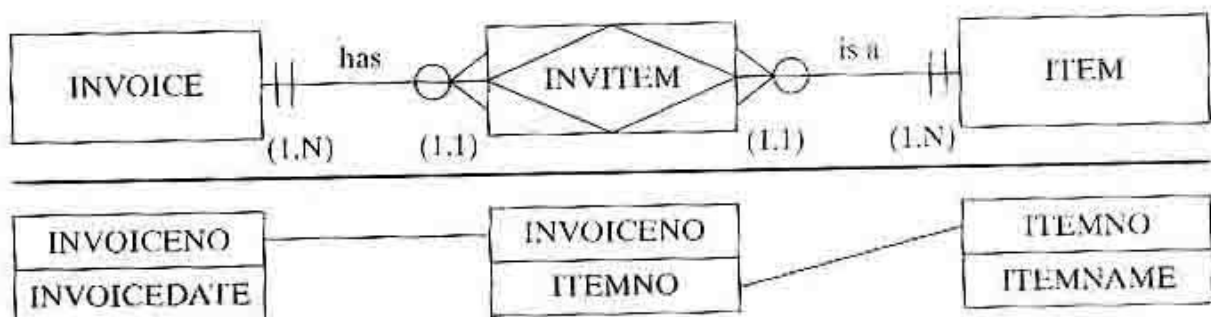 has
is a
INVOICE
INVITEM
ITEM
(1,N)
(1,1)
(1,1)
(1,N)
INVOICENO
INVOICENO
ITEMNO
INVOICEDATE
ITEMNO
ITEMNAME